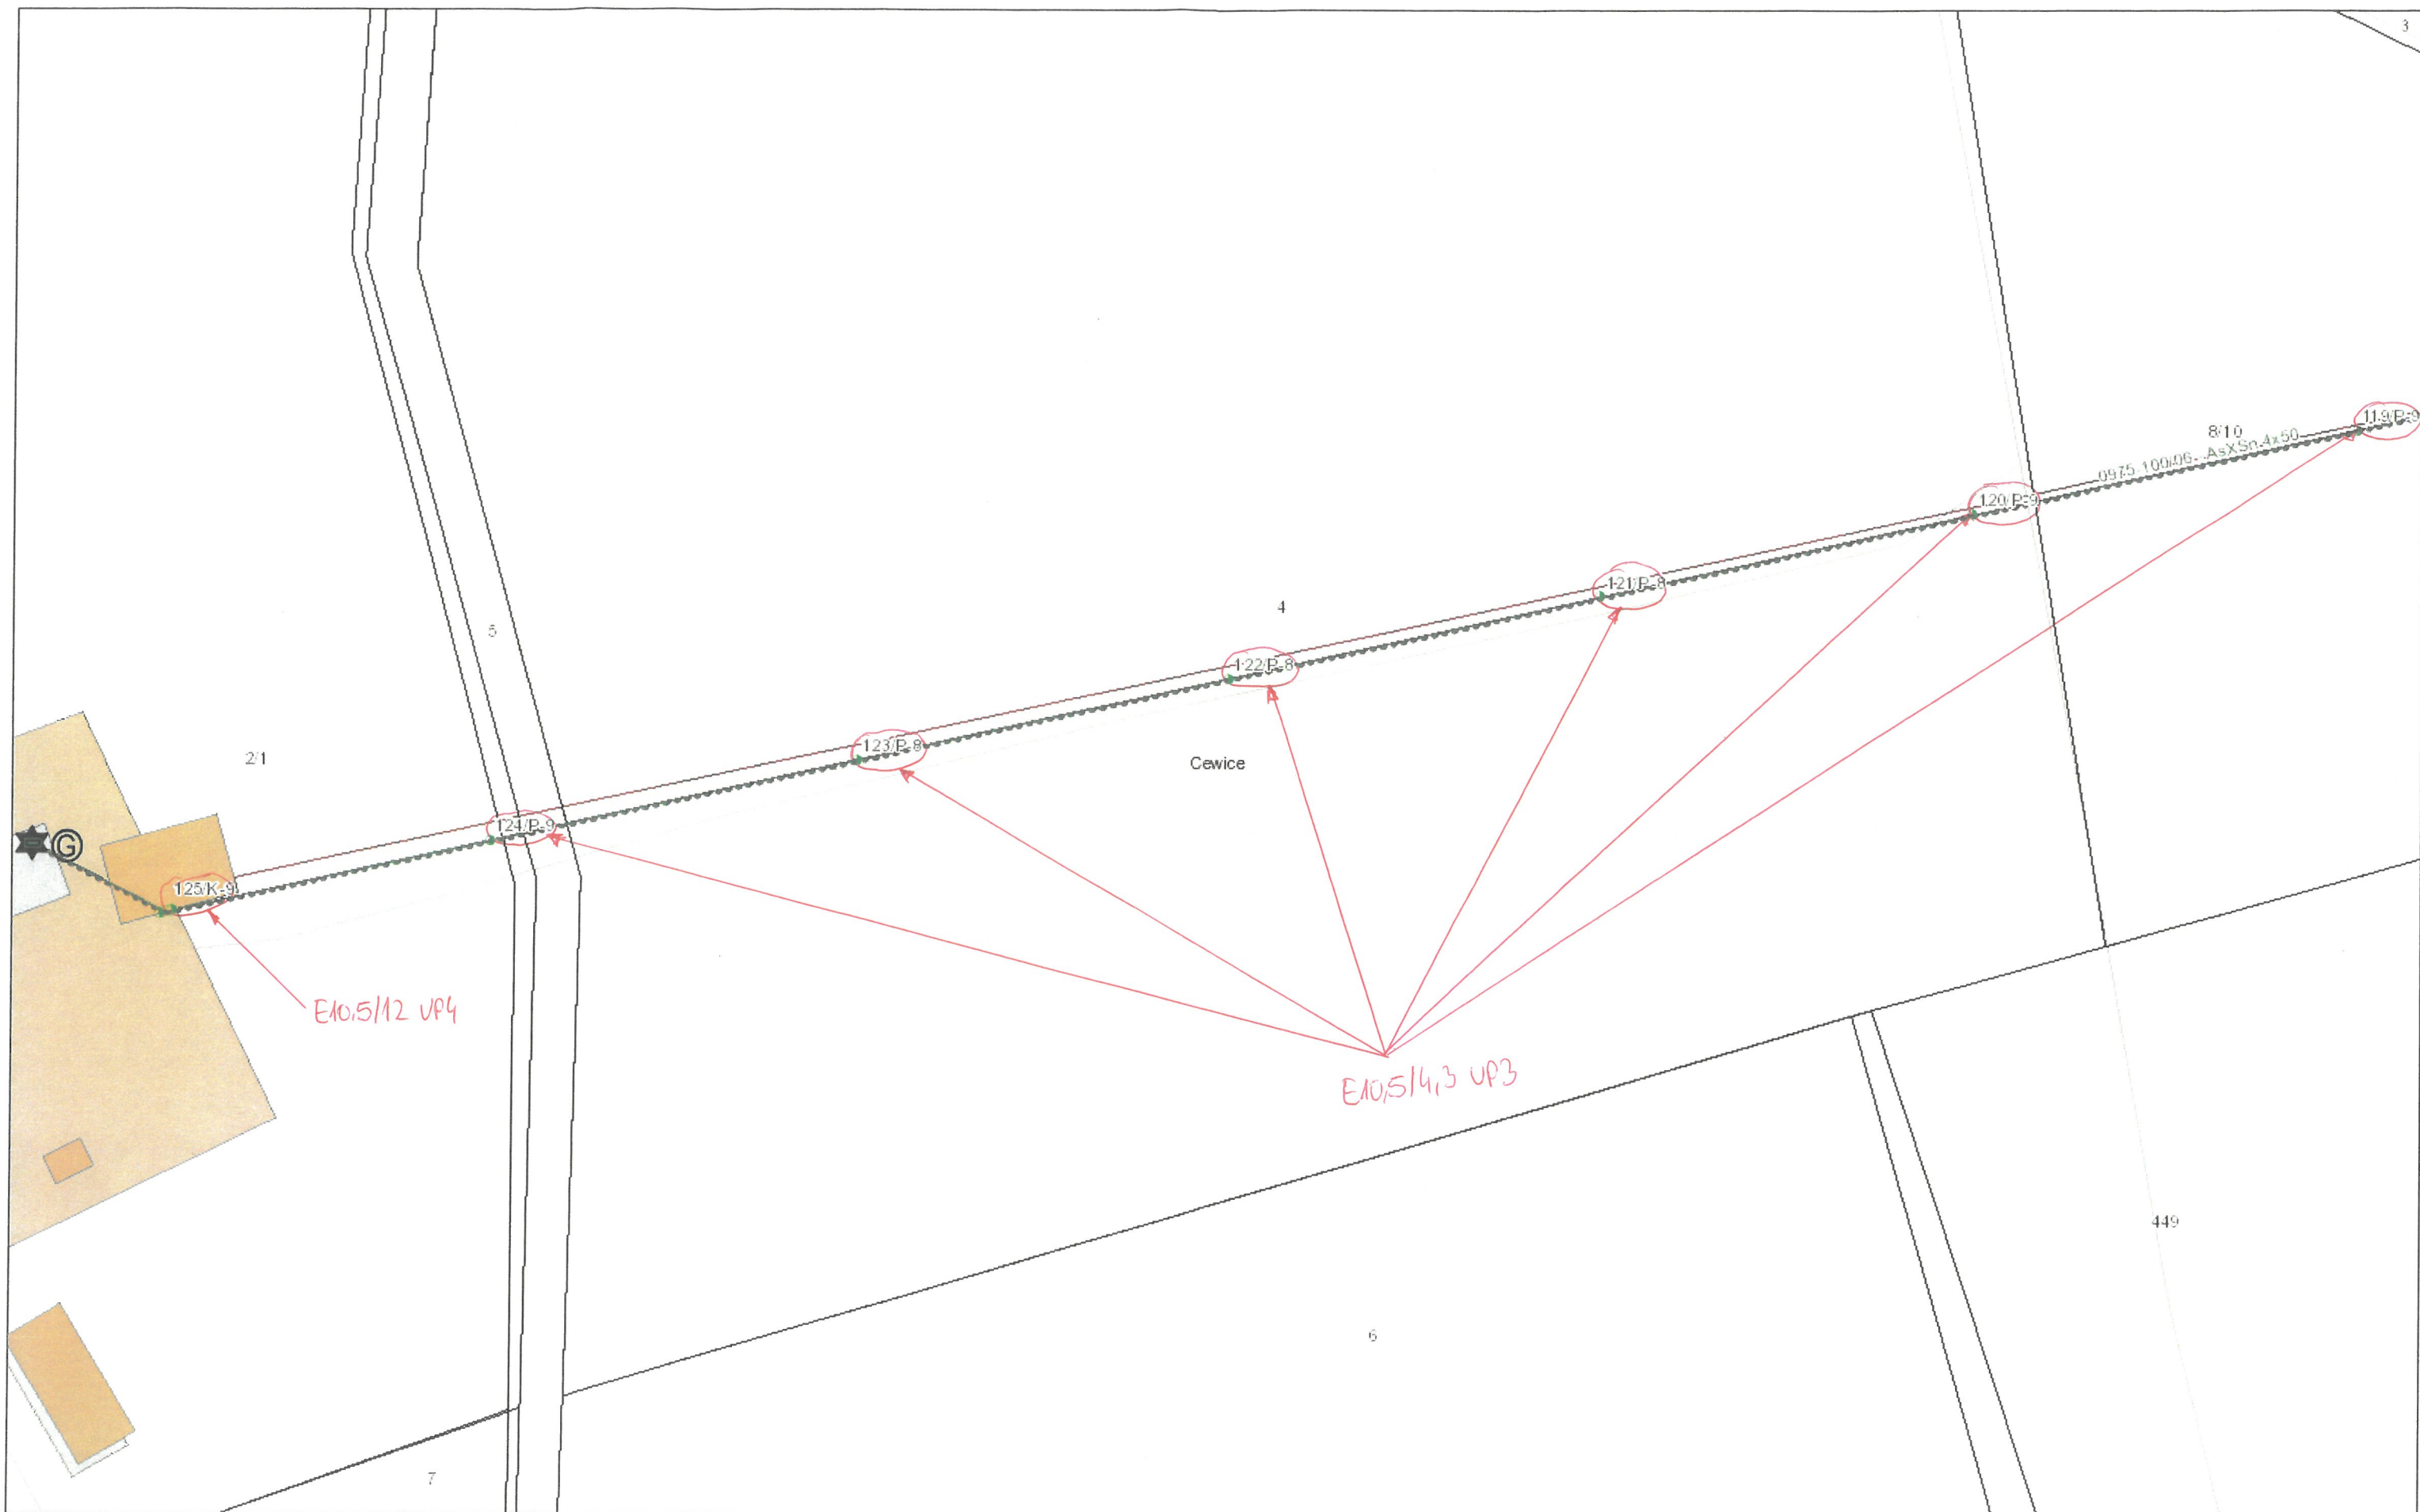 3
119/P-9
8/10
0975-100/06- AsXSn 4x50
120/P-9
121/P-8
4
5
122/P-8
123/P-8
2/1
Cewice
124/P-9
G
125/K-9
E10,5/12 UP4
E10,5/4,3 UP3
449
6
7